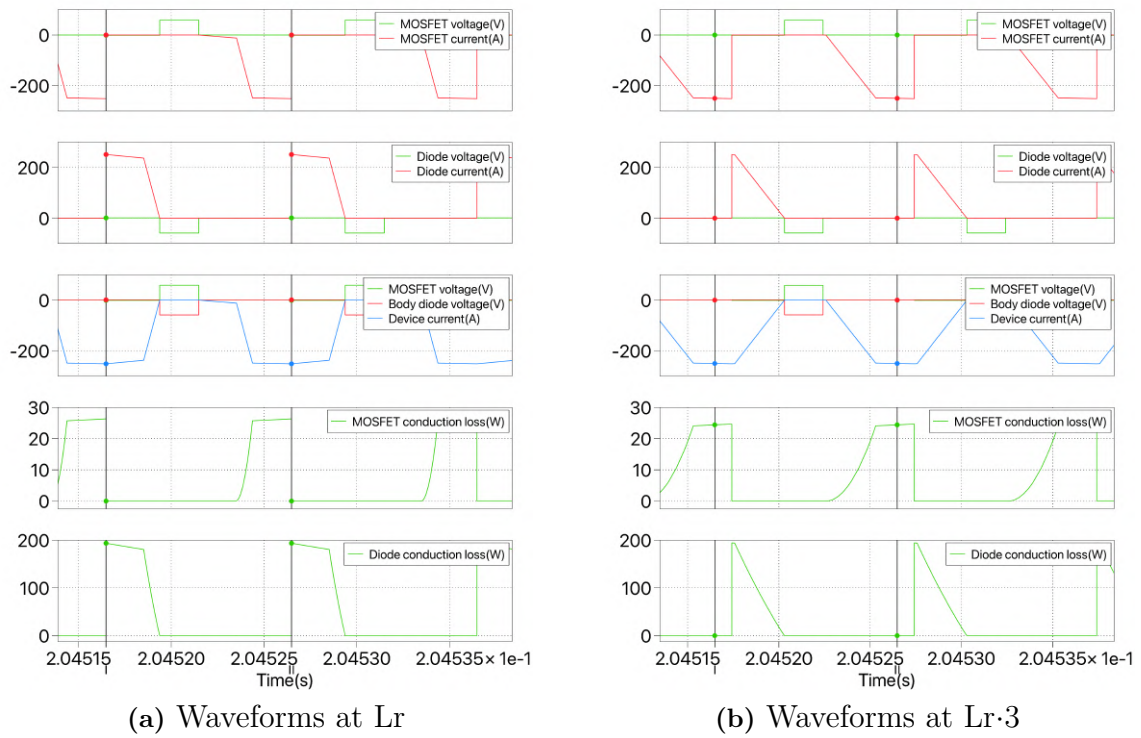 MOSFET voltage(V)
MOSFET current(A)
0
-200
Diode voltage(V)
Diode current(A)
200
0
MOSFET voltage(V)
Body diode voltage(V)
Device current(A)
0
-200
MOSFET conduction loss(W)
30
20
10
0
Diode conduction loss(W)
200
100
0
2.04515 2.04520 2.04525 2.04530 2.04535× 1e-1
I II
Time(s)
(a) Waveforms at Lr
MOSFET voltage(V)
MOSFET current(A)
0
-200
Diode voltage(V)
Diode current(A)
200
0
MOSFET voltage(V)
Body diode voltage(V)
Device current(A)
0
-200
MOSFET conduction loss(W)
30
20
10
0
Diode conduction loss(W)
200
100
0
2.04515 2.04520 2.04525 2.04530 2.04535× 1e-1
I II
Time(s)
(b) Waveforms at Lr·3